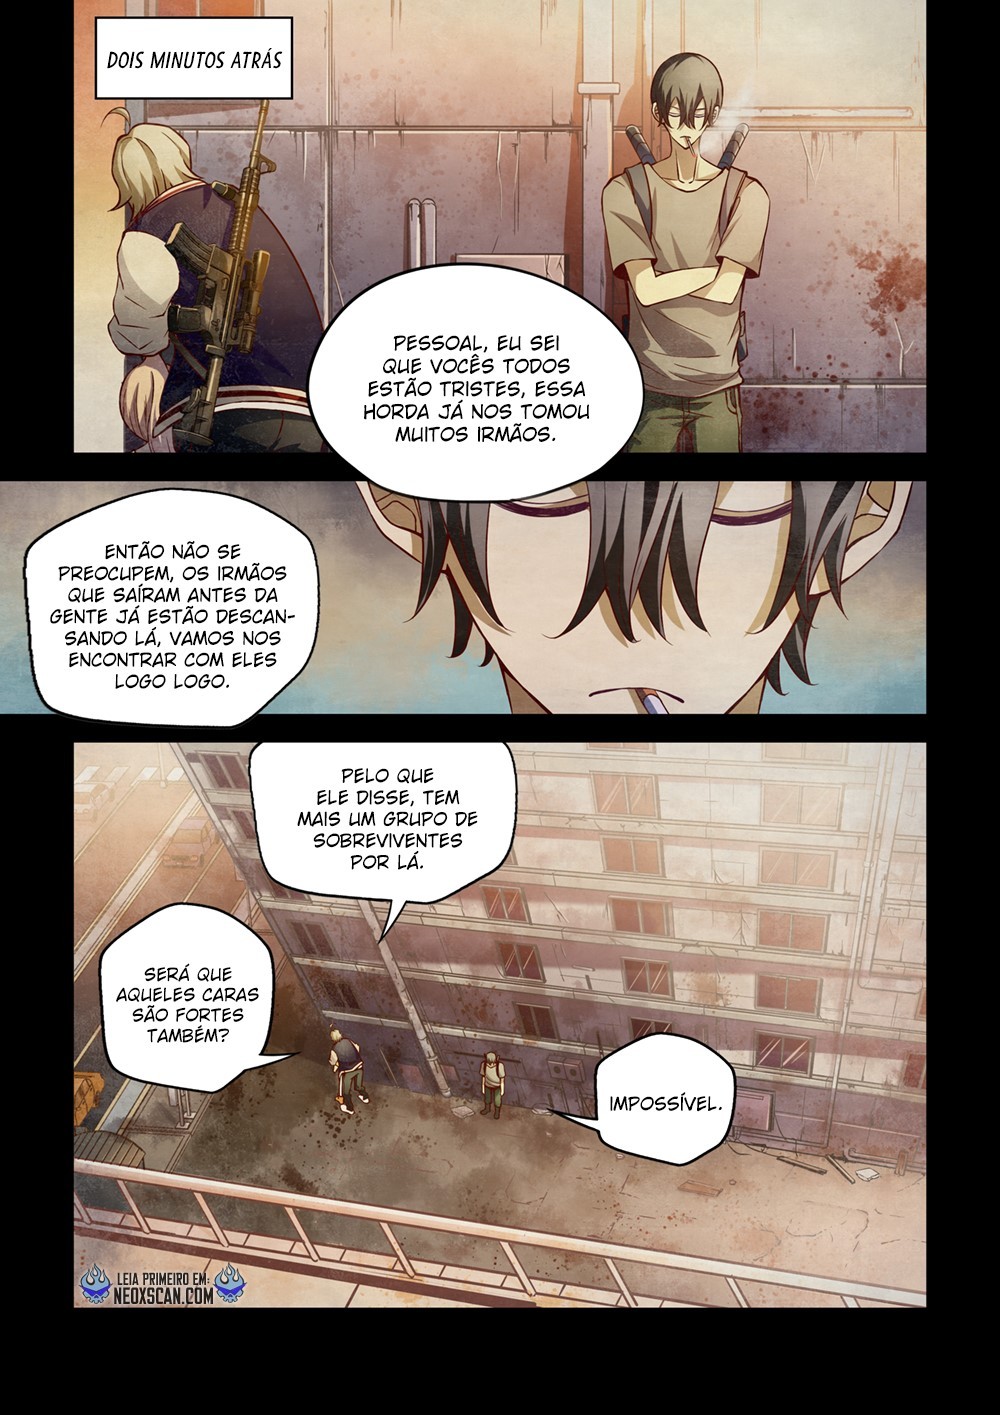 DOIS MINUTOS ATRÁS
PESSOAL, EU SEI
QUE VOCÊS TODOS
ESTÃO TRISTES, ESSA
HORDA JÁ NOS TOMOU
MUITOS IRMÃOS.
ENTÃO NÃO SE
PREOCUPEM, OS IRMÃOS
QUE SAÍRAM ANTES DA
GENTE JÁ ESTÃO DESCAN-
SANDO LÁ, VAMOS NOS
ENCONTRAR COM ELES
LOGO LOGO.
PELO QUE
ELE DISSE, TEM
MAIS UM GRUPO DE
SOBREVIVENTES
POR LÁ.
SERÁ QUE
AQUELES CARAS
SÃO FORTES
TAMBÉM?
IMPOSSÍVEL.
LEIA PRIMEIRO EM:
NEOXSCAN.COM